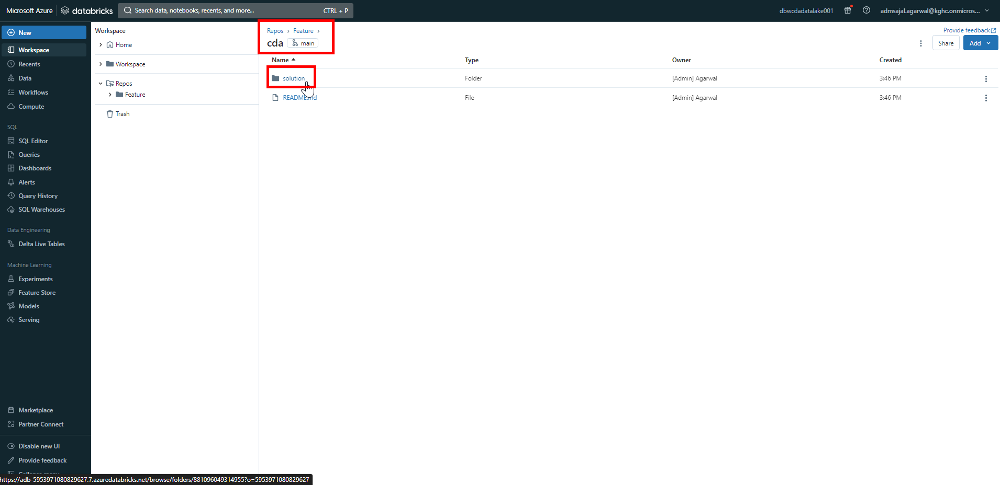 Microsoft Azure databricks Search data, notebooks, recents, and more... CTRL + P dbwcdadatalake001 admsajal.agarwal@kghc.onmicros...
New
Workspace
Recents
Data
Workflows
Compute
SQL
SQL Editor
Queries
Dashboards
Alerts
Query History
SQL Warehouses
Data Engineering
Delta Live Tables
Machine Learning
Experiments
Feature Store
Models
Serving
Marketplace
Partner Connect
Disable new UI
Provide feedback
Collapse menu
Workspace
Home
Workspace
Repos
Feature
Trash
Repos › Feature ›
Provide feedback
cda main
Share Add
Name Type Owner Created
solution Folder [Admin] Agarwal 3:46 PM
README.md File [Admin] Agarwal 3:46 PM
https://adb-5953971080829627.7.azuredatabricks.net/browse/folders/881096049314955?o=5953971080829627